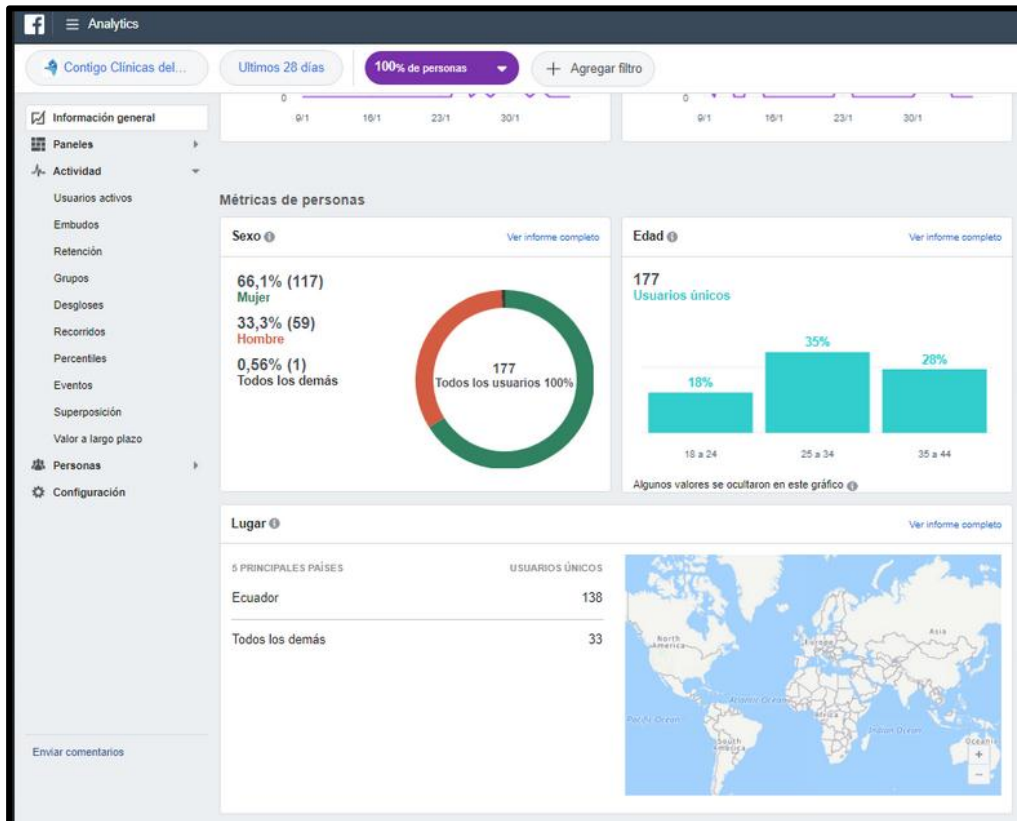 Analytics
Contigo Clínicas del...
Ultimos 28 días
100% de personas
Agregar filtro
Información general
Paneles
Actividad
Usuarios activos
Embudos
Retención
Grupos
Desgloses
Recorridos
Percentiles
Eventos
Superposición
Valor a largo plazo
Personas
Configuración
Enviar comentarios
0
9/1 16/1 23/1 30/1
0
9/1 16/1 23/1 30/1
Métricas de personas
Sexo
Ver informe completo
66,1% (117)
Mujer
33,3% (59)
Hombre
0,56% (1)
Todos los demás
177
Todos los usuarios 100%
Edad
Ver informe completo
177
Usuarios únicos
18%
35%
28%
18 a 24
25 a 34
35 a 44
Algunos valores se ocultaron en este gráfico
Lugar
Ver informe completo
5 PRINCIPALES PAÍSES USUARIOS ÚNICOS
Ecuador 138
Todos los demás 33
North America
Europe
Asia
Atlantic Ocean
Africa
Pacific Ocean
South America
Indian Ocean
Oceania
+
−